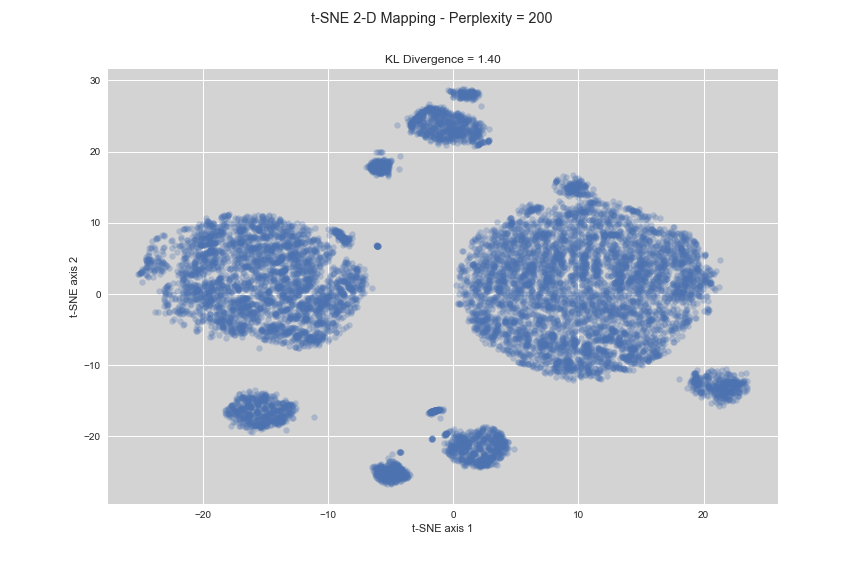 t-SNE 2-D Mapping - Perplexity = 200
KL Divergence = 1.40
30
20
10
0
−10
−20
t-SNE axis 2
−20
−10
0
10
20
t-SNE axis 1